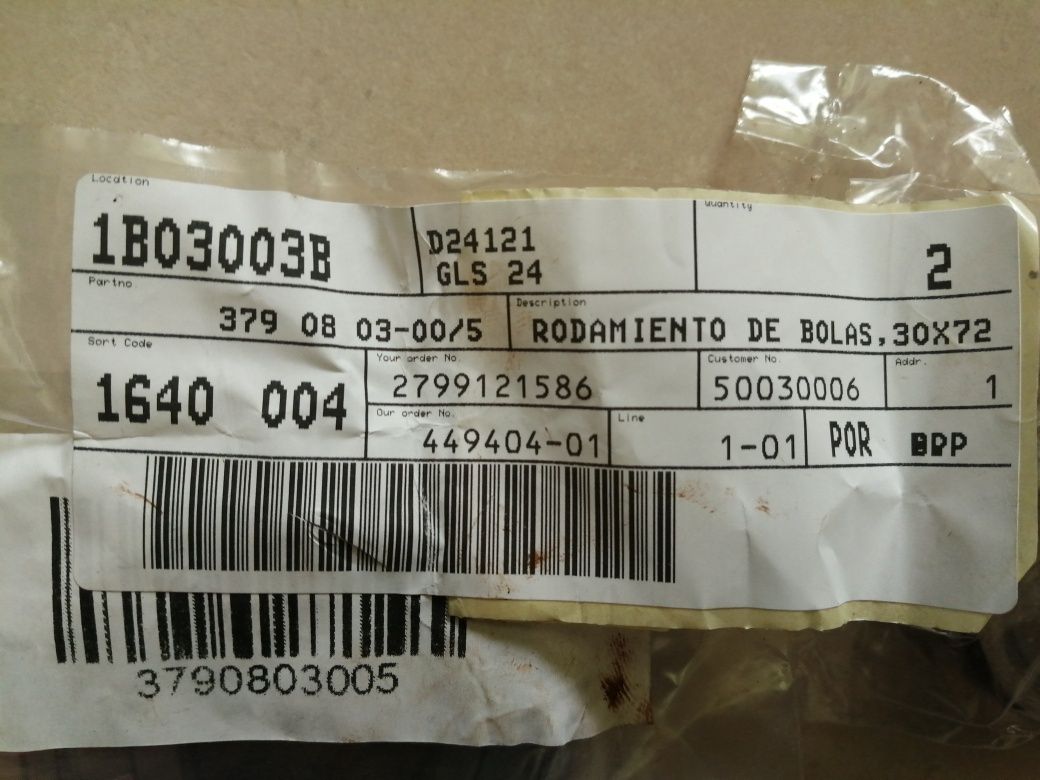 Location
1B03003B
D24121
GLS 24
Quantity
2
Partno
379 08 03-00/5
Description
RODAMIENTO DE BOLAS,30X72
Sort Code
1640 004
Your order No.
2799121586
Customer No.
50030006
Addr.
1
Our order No.
449404-01
Line
1-01
POR BPP
3790803005